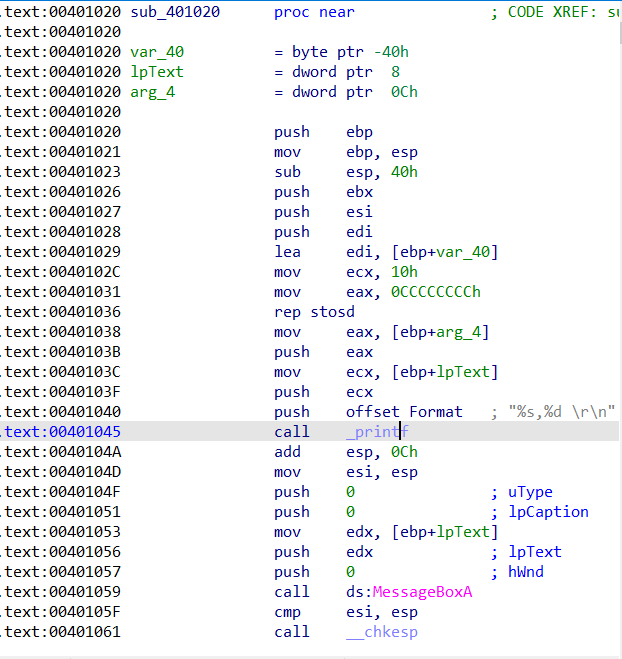 .text:00401020 sub_401020 proc near ; CODE XREF: su
.text:00401020
.text:00401020 var_40 = byte ptr -40h
.text:00401020 lpText = dword ptr 8
.text:00401020 arg_4 = dword ptr 0Ch
.text:00401020
.text:00401020 push ebp
.text:00401021 mov ebp, esp
.text:00401023 sub esp, 40h
.text:00401026 push ebx
.text:00401027 push esi
.text:00401028 push edi
.text:00401029 lea edi, [ebp+var_40]
.text:0040102C mov ecx, 10h
.text:00401031 mov eax, 0CCCCCCCCh
.text:00401036 rep stosd
.text:00401038 mov eax, [ebp+arg_4]
.text:0040103B push eax
.text:0040103C mov ecx, [ebp+lpText]
.text:0040103F push ecx
.text:00401040 push offset Format ; "%s,%d \r\n"
.text:00401045 call _printf
.text:0040104A add esp, 0Ch
.text:0040104D mov esi, esp
.text:0040104F push 0 ; uType
.text:00401051 push 0 ; lpCaption
.text:00401053 mov edx, [ebp+lpText]
.text:00401056 push edx ; lpText
.text:00401057 push 0 ; hWnd
.text:00401059 call ds:MessageBoxA
.text:0040105F cmp esi, esp
.text:00401061 call __chkesp